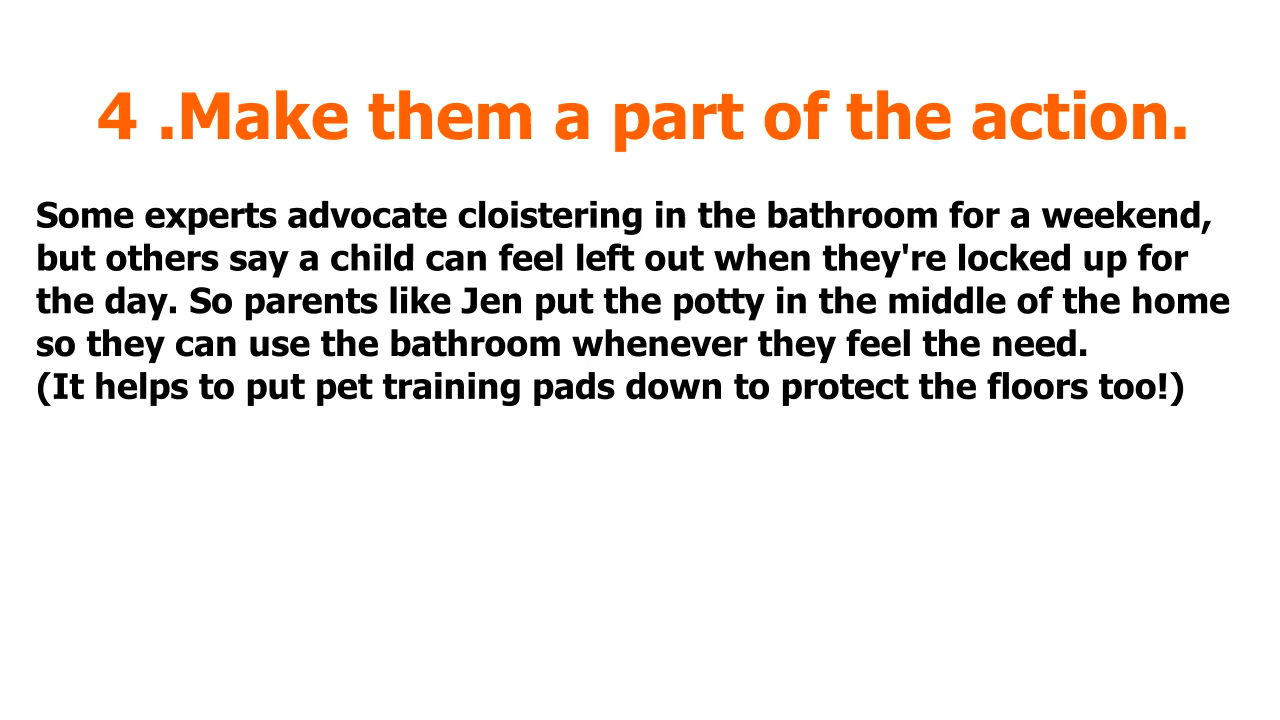 4 .Make them a part of the action.
Some experts advocate cloistering in the bathroom for a weekend,
but others say a child can feel left out when they're locked up for
the day. So parents like Jen put the potty in the middle of the home
so they can use the bathroom whenever they feel the need.
(It helps to put pet training pads down to protect the floors too!)